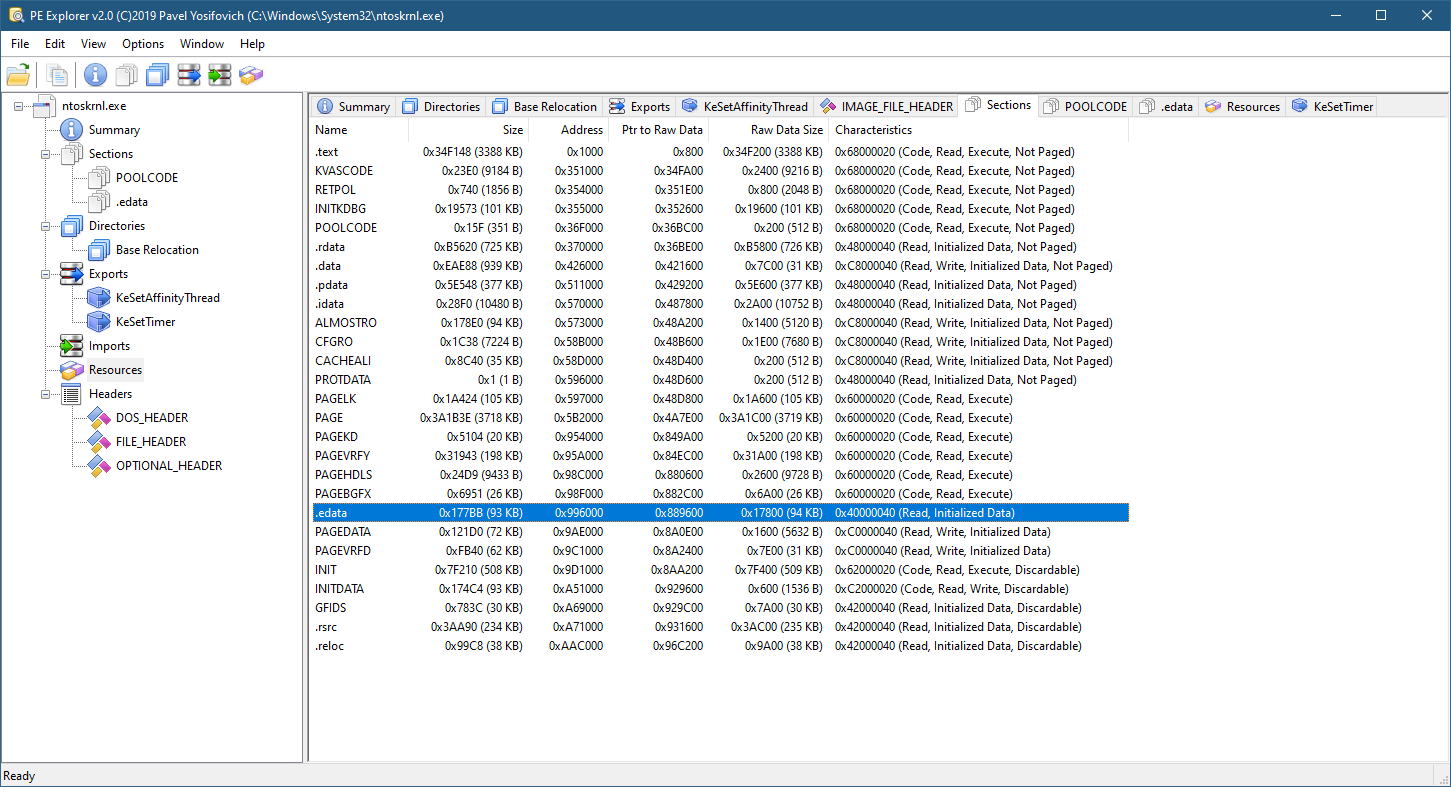 PE Explorer v2.0 (C)2019 Pavel Yosifovich (C:\Windows\System32\ntoskrnl.exe)
File Edit View Options Window Help
ntoskrnl.exe
Summary
Sections
POOLCODE
.edata
Directories
Base Relocation
Exports
KeSetAffinityThread
KeSetTimer
Imports
Resources
Headers
DOS_HEADER
FILE_HEADER
OPTIONAL_HEADER
Summary Directories Base Relocation Exports KeSetAffinityThread IMAGE_FILE_HEADER Sections POOLCODE .edata Resources KeSetTimer
Name Size Address Ptr to Raw Data Raw Data Size Characteristics
.text 0x34F148 (3388 KB) 0x1000 0x800 0x34F200 (3388 KB) 0x68000020 (Code, Read, Execute, Not Paged)
KVASCODE 0x23E0 (9184 B) 0x351000 0x34FA00 0x2400 (9216 B) 0x68000020 (Code, Read, Execute, Not Paged)
RETPOL 0x740 (1856 B) 0x354000 0x351E00 0x800 (2048 B) 0x68000020 (Code, Read, Execute, Not Paged)
INITKDBG 0x19573 (101 KB) 0x355000 0x352600 0x19600 (101 KB) 0x68000020 (Code, Read, Execute, Not Paged)
POOLCODE 0x15F (351 B) 0x36F000 0x36BC00 0x200 (512 B) 0x68000020 (Code, Read, Execute, Not Paged)
.rdata 0xB5620 (725 KB) 0x370000 0x36BE00 0xB5800 (726 KB) 0x48000040 (Read, Initialized Data, Not Paged)
.data 0xEAE88 (939 KB) 0x426000 0x421600 0x7C00 (31 KB) 0xC8000040 (Read, Write, Initialized Data, Not Paged)
.pdata 0x5E548 (377 KB) 0x511000 0x429200 0x5E600 (377 KB) 0x48000040 (Read, Initialized Data, Not Paged)
.idata 0x28F0 (10480 B) 0x570000 0x487800 0x2A00 (10752 B) 0x48000040 (Read, Initialized Data, Not Paged)
ALMOSTRO 0x178E0 (94 KB) 0x573000 0x48A200 0x1400 (5120 B) 0xC8000040 (Read, Write, Initialized Data, Not Paged)
CFGRO 0x1C38 (7224 B) 0x58B000 0x48B600 0x1E00 (7680 B) 0xC8000040 (Read, Write, Initialized Data, Not Paged)
CACHEALI 0x8C40 (35 KB) 0x58D000 0x48D400 0x200 (512 B) 0xC8000040 (Read, Write, Initialized Data, Not Paged)
PROTDATA 0x1 (1 B) 0x596000 0x48D600 0x200 (512 B) 0x48000040 (Read, Initialized Data, Not Paged)
PAGELK 0x1A424 (105 KB) 0x597000 0x48D800 0x1A600 (105 KB) 0x60000020 (Code, Read, Execute)
PAGE 0x3A1B3E (3718 KB) 0x5B2000 0x4A7E00 0x3A1C00 (3719 KB) 0x60000020 (Code, Read, Execute)
PAGEKD 0x5104 (20 KB) 0x954000 0x849A00 0x5200 (20 KB) 0x60000020 (Code, Read, Execute)
PAGEVRFY 0x31943 (198 KB) 0x95A000 0x84EC00 0x31A00 (198 KB) 0x60000020 (Code, Read, Execute)
PAGEHDLS 0x24D9 (9433 B) 0x98C000 0x880600 0x2600 (9728 B) 0x60000020 (Code, Read, Execute)
PAGEBGFX 0x6951 (26 KB) 0x98F000 0x882C00 0x6A00 (26 KB) 0x60000020 (Code, Read, Execute)
.edata 0x177BB (93 KB) 0x996000 0x889600 0x17800 (94 KB) 0x40000040 (Read, Initialized Data)
PAGEDATA 0x121D0 (72 KB) 0x9AE000 0x8A0E00 0x1600 (5632 B) 0xC0000040 (Read, Write, Initialized Data)
PAGEVRFD 0xFB40 (62 KB) 0x9C1000 0x8A2400 0x7E00 (31 KB) 0xC0000040 (Read, Write, Initialized Data)
INIT 0x7F210 (508 KB) 0x9D1000 0x8AA200 0x7F400 (509 KB) 0x62000020 (Code, Read, Execute, Discardable)
INITDATA 0x174C4 (93 KB) 0xA51000 0x929600 0x600 (1536 B) 0xC2000020 (Code, Read, Write, Discardable)
GFIDS 0x783C (30 KB) 0xA69000 0x929C00 0x7A00 (30 KB) 0x42000040 (Read, Initialized Data, Discardable)
.rsrc 0x3AA90 (234 KB) 0xA71000 0x931600 0x3AC00 (235 KB) 0x42000040 (Read, Initialized Data, Discardable)
.reloc 0x99C8 (38 KB) 0xAAC000 0x96C200 0x9A00 (38 KB) 0x42000040 (Read, Initialized Data, Discardable)
Ready